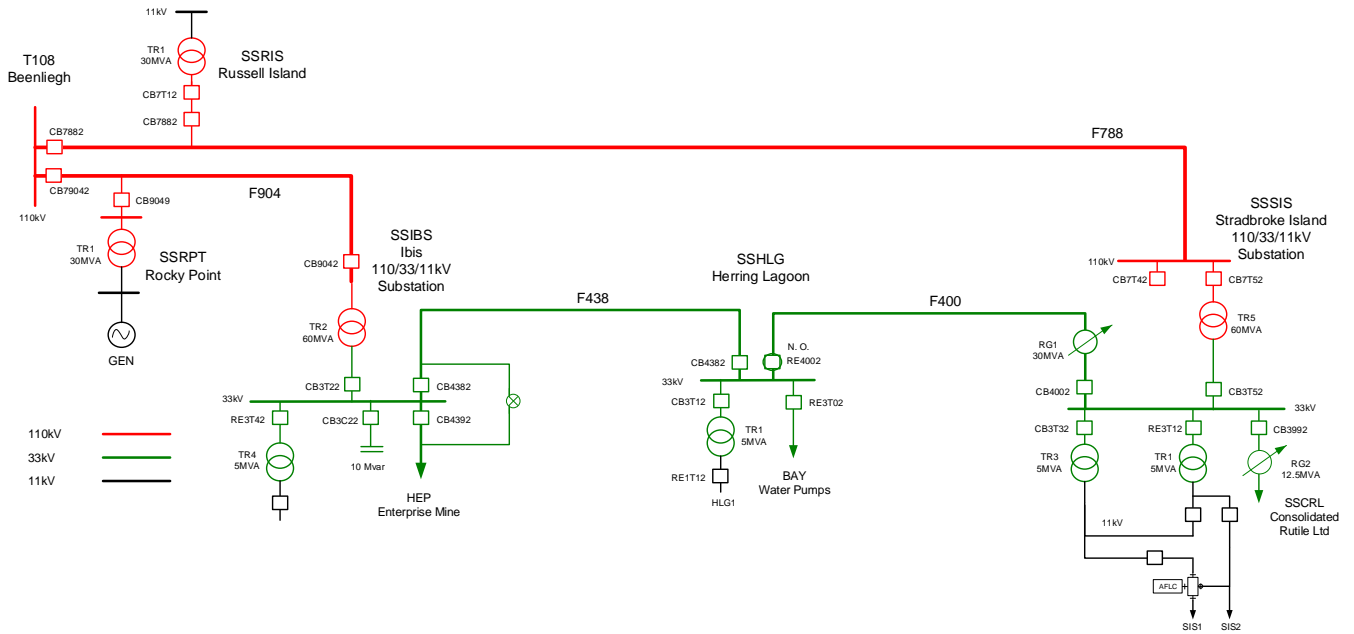 11kV
TR1
30MVA
SSRIS
Russell Island
T108
Beenliegh
CB7T12
CB7882
CB7882
F788
CB79042
F904
CB9049
110kV
TR1
30MVA
SSRPT
Rocky Point
GEN
SSIBS
Ibis
110/33/11kV
Substation
CB9042
TR2
60MVA
CB3T22
33kV
RE3T42
CB3C22
CB4382
CB4392
TR4
5MVA
10 Mvar
HEP
Enterprise Mine
F438
SSHLG
Herring Lagoon
F400
N. O.
RE4002
CB4382
33kV
CB3T12
RE3T02
TR1
5MVA
RE1T12
HLG1
BAY
Water Pumps
SSSIS
Stradbroke Island
110/33/11kV
Substation
110kV
CB7T42
CB7T52
TR5
60MVA
RG1
30MVA
CB4002
CB3T52
33kV
CB3T32
RE3T12
CB3992
TR3
5MVA
TR1
5MVA
RG2
12.5MVA
SSCRL
Consolidated
Rutile Ltd
11kV
AFLC
SIS1
SIS2
110kV
33kV
11kV